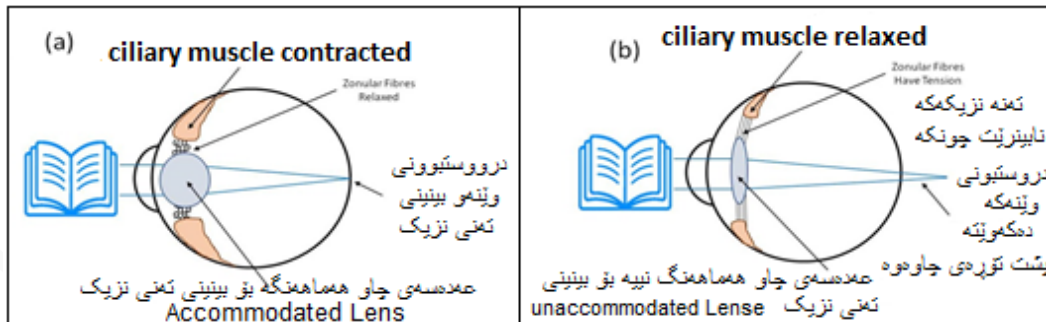 (a)
ciliary muscle contracted
Zonular Fibres
Relaxed
درووستبوونی
وێنەو بینینی
تەنی نزیک
عەدەسەی چاو هەماهەنگە بۆ بینینی تەنی نزیک
Accommodated Lens
(b)
ciliary muscle relaxed
Zonular Fibres
Have Tension
تەنە نزیکەکە
نابینرێت چونکە
دروستبونی
وێنەکە
دەکەوێتە
پشت تۆڕەی چاوەوە
عەدەسەی چاو هەماهەنگ نییە بۆ بینینی
تەنی نزیک
unaccommodated Lense